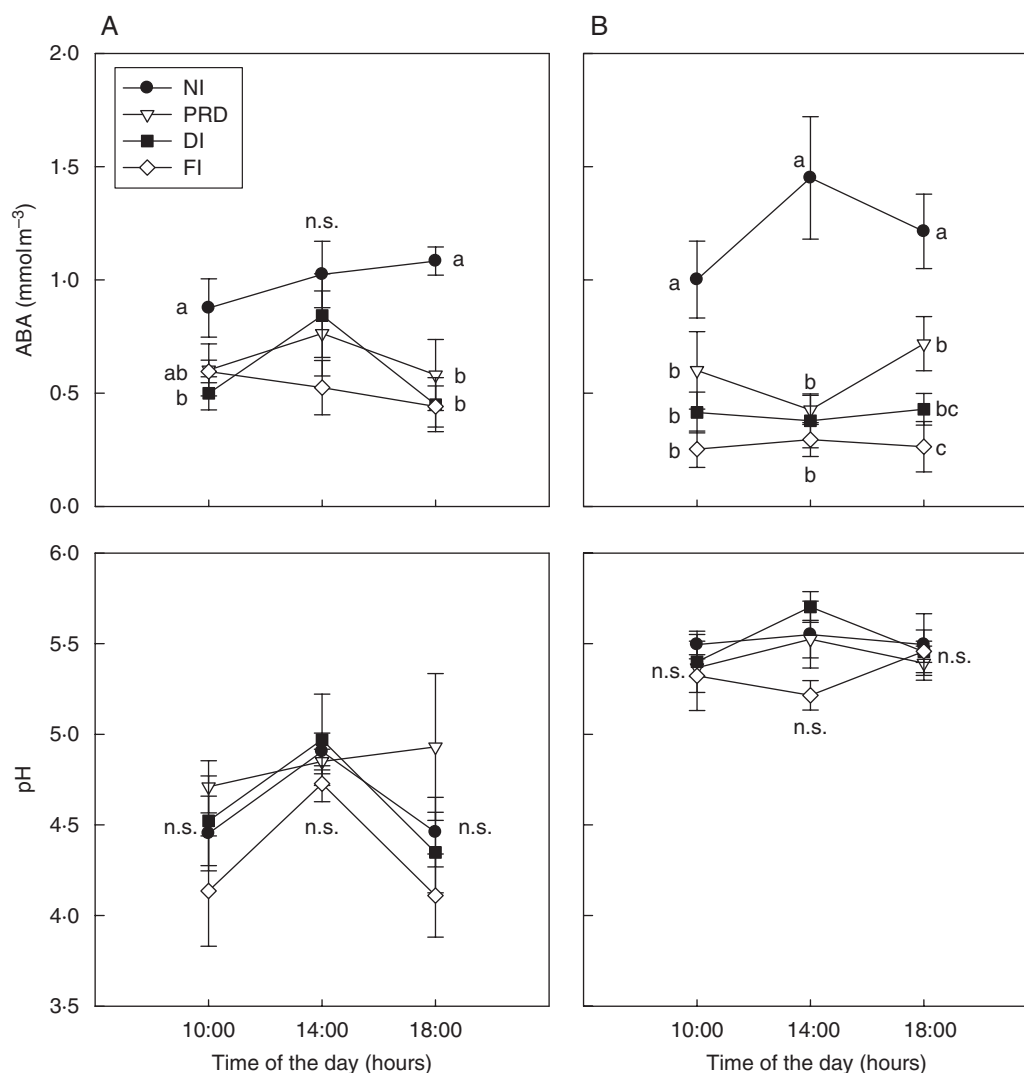 A
B
2·0
1·5
1·0
0·5
0·0
ABA (mmol m⁻³)
NI
PRD
DI
FI
n.s.
a
a
ab
b
b
b
a
a
a
b
b
b
b
b
bc
b
c
6·0
5·5
5·0
4·5
4·0
3·5
pH
n.s.
n.s.
n.s.
n.s.
n.s.
n.s.
10:00 14:00 18:00
10:00 14:00 18:00
Time of the day (hours)
Time of the day (hours)